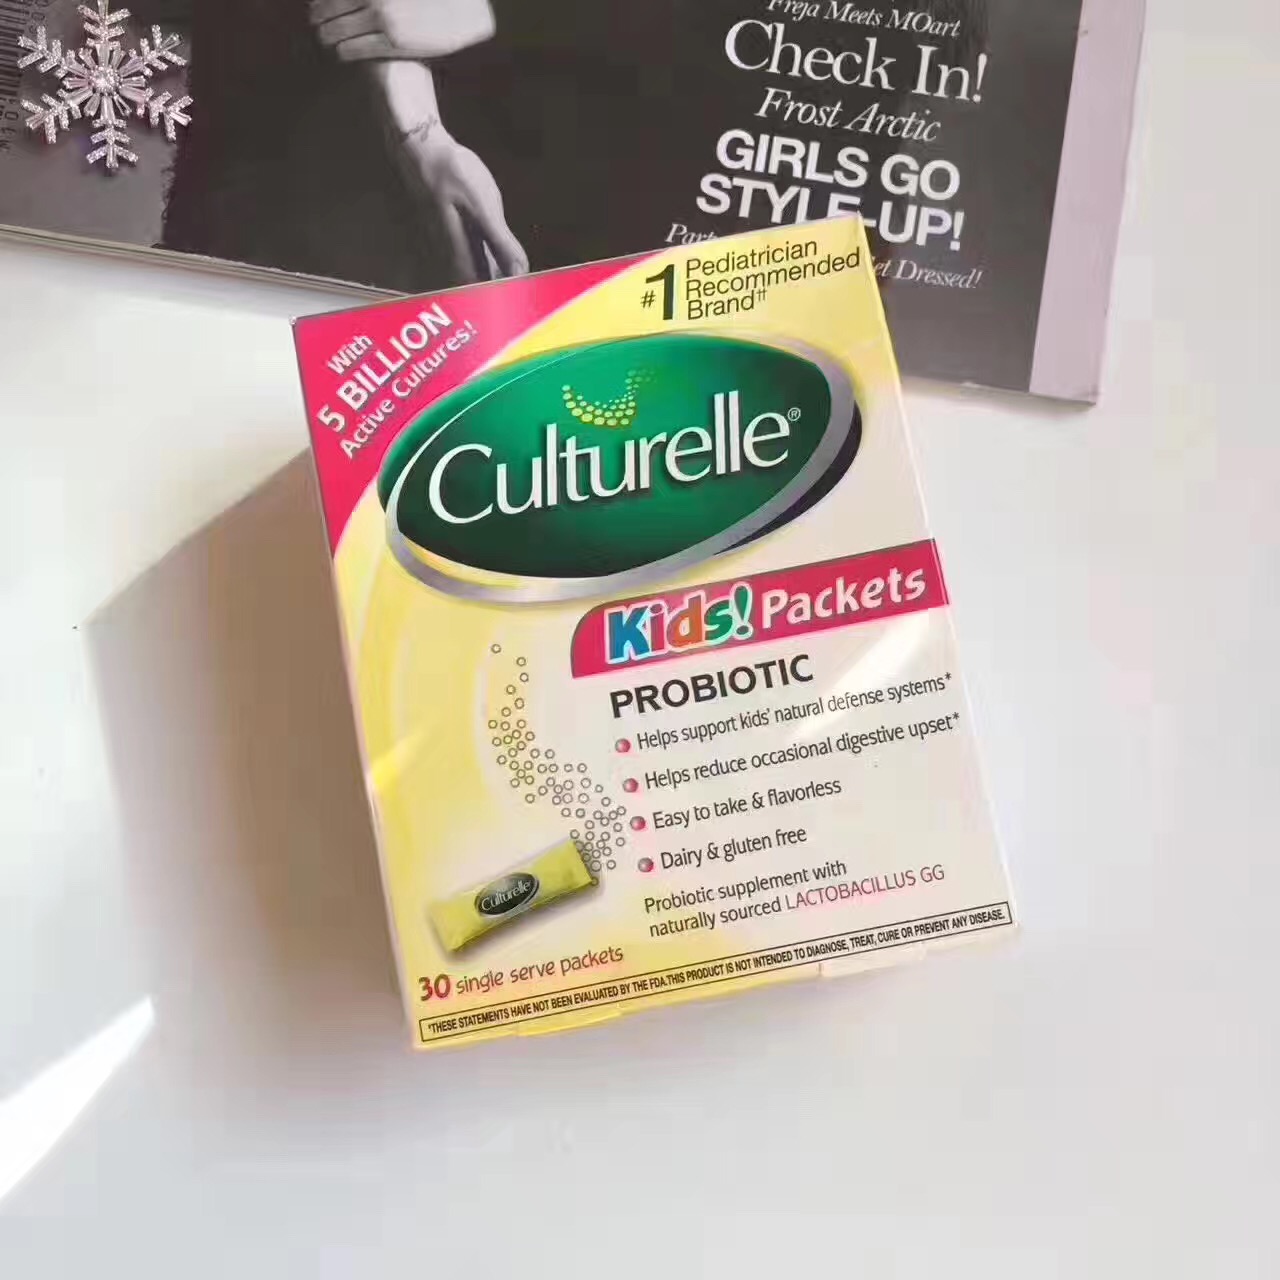 Freja Meets MOart
Check In!
Frost Arctic
GIRLS GO
STYLE-UP!
et Dressed!
With
5 BILLION
Active Cultures!
#1 Pediatrician
Recommended
Brand††
Culturelle®
Kids! Packets
PROBIOTIC
Helps support kids' natural defense systems*
Helps reduce occasional digestive upset*
Easy to take & flavorless
Dairy & gluten free
Probiotic supplement with
naturally sourced LACTOBACILLUS GG
Culturelle
30 single serve packets
*THESE STATEMENTS HAVE NOT BEEN EVALUATED BY THE FDA.THIS PRODUCT IS NOT INTENDED TO DIAGNOSE, TREAT, CURE OR PREVENT ANY DISEASE.